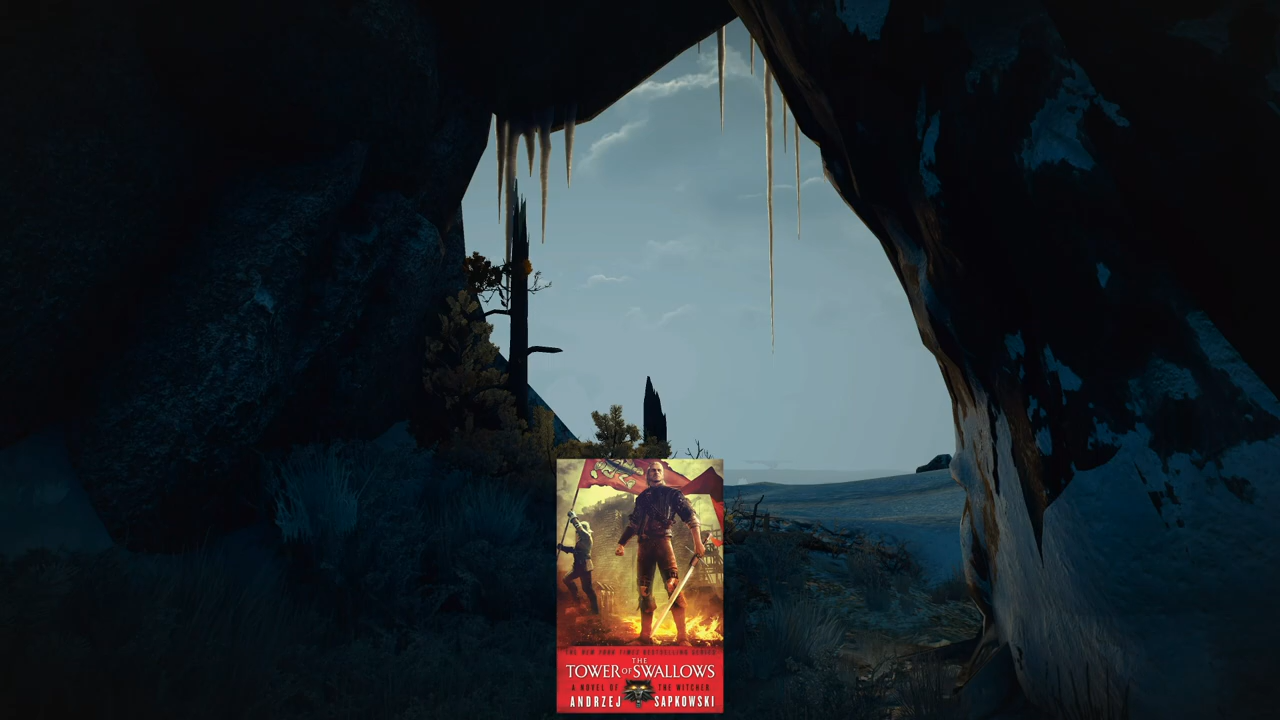 THE NEW YORK TIMES BESTSELLING SERIES
THE
TOWER OF SWALLOWS
A NOVEL OF THE WITCHER
ANDRZEJ SAPKOWSKI